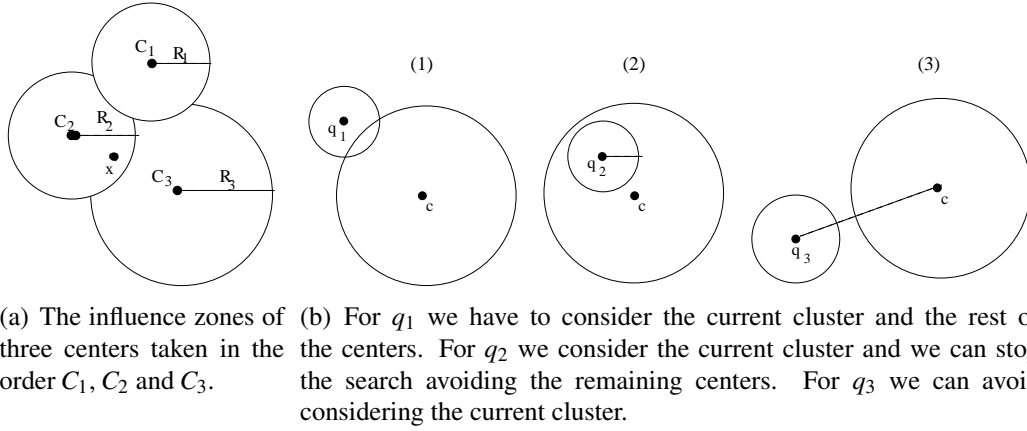 C1
R1
C2
R2
x
C3
R3
(1)
q1
c
(2)
q2
c
(3)
q3
c
(a) The influence zones of
three centers taken in the
order C1, C2 and C3.
(b) For q1 we have to consider the current cluster and the rest o
the centers. For q2 we consider the current cluster and we can sto
the search avoiding the remaining centers. For q3 we can avoi
considering the current cluster.